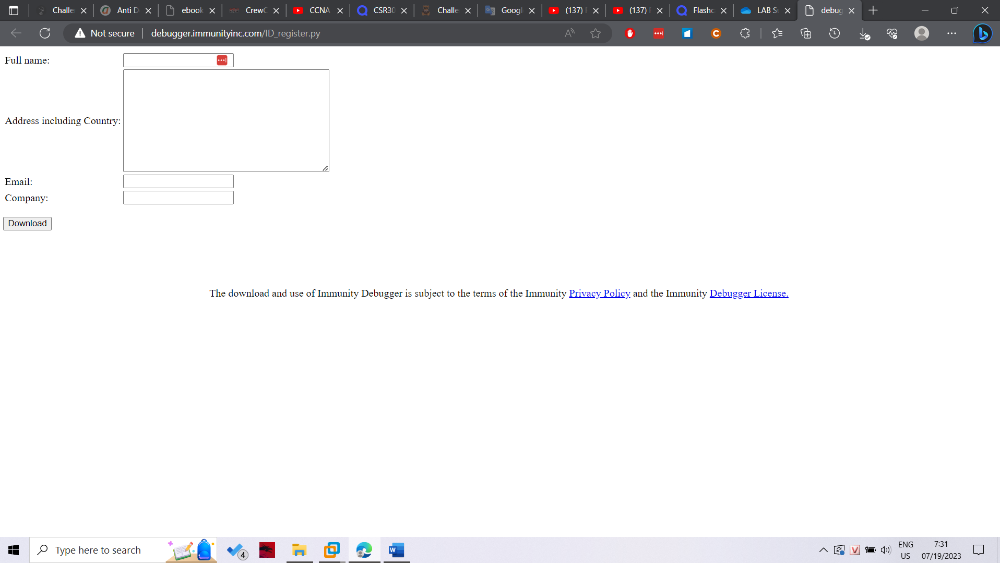 Challe Anti D ebook CrewC CCNA CSR30 Challe Googl (137) F (137) F Flashc LAB Su debug
Not secure debugger.immunityinc.com/ID_register.py
Full name:
Address including Country:
Email:
Company:
Download
The download and use of Immunity Debugger is subject to the terms of the Immunity Privacy Policy and the Immunity Debugger License.
Type here to search
4
ENG
US
7:31
07/19/2023